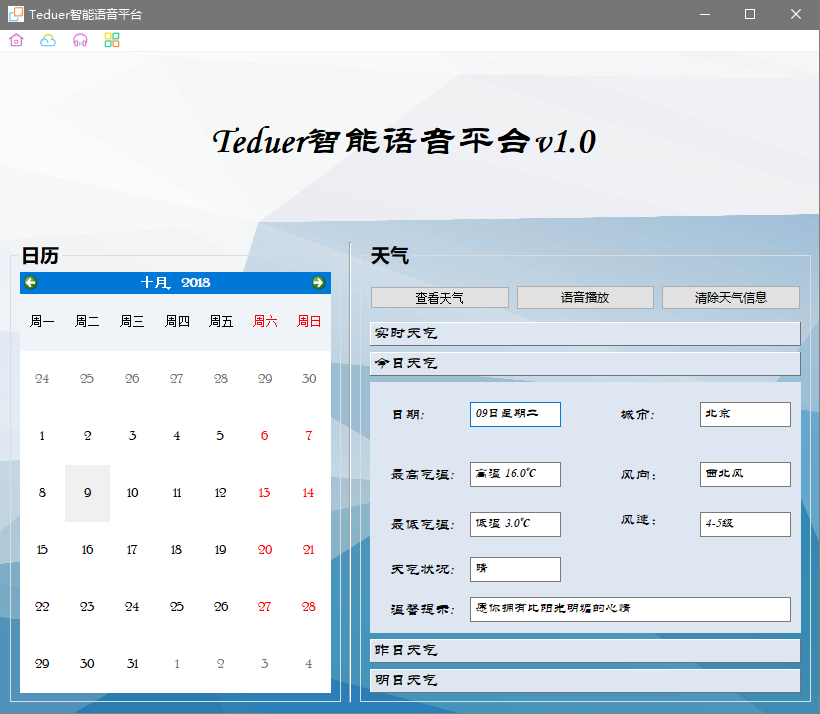 Teduer智能语音平台
Teduer智能语音平台v1.0
日历
十月, 2018
周一 周二 周三 周四 周五 周六 周日
24 25 26 27 28 29 30
1 2 3 4 5 6 7
8 9 10 11 12 13 14
15 16 17 18 19 20 21
22 23 24 25 26 27 28
29 30 31 1 2 3 4
天气
查看天气 语音播放 清除天气信息
实时天气
今日天气
日期: 09日星期二 城市: 北京
最高气温: 高温 16.0℃ 风向: 西北风
最低气温: 低温 3.0℃ 风速: 4-5级
天气状况: 晴
温馨提示: 愿你拥有比阳光明媚的心情
昨日天气
明日天气